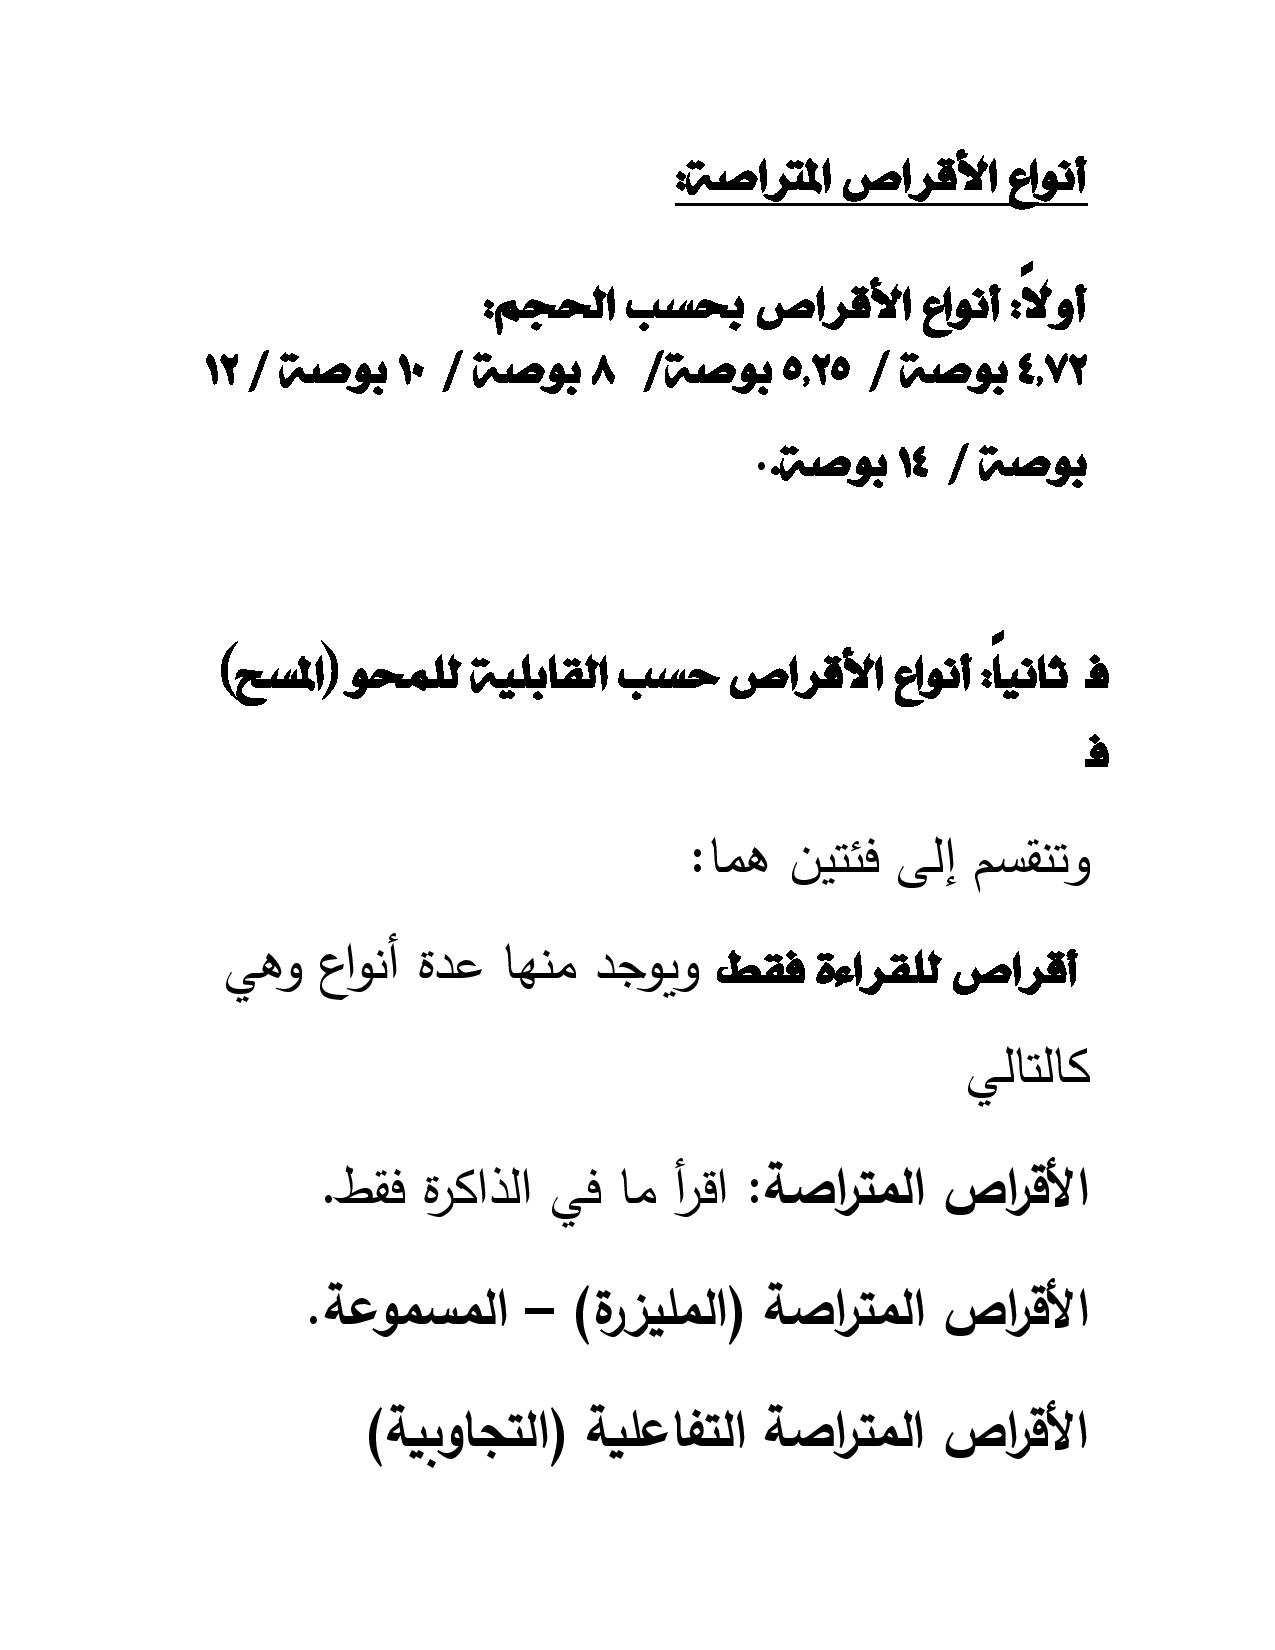 أنواع الأقراص المتراصة:
أولاً: أنواع الأقراص بحسب الحجم:
٤,٧٢ بوصة / ٥,٢٥ بوصة/ ٨ بوصة / ١٠ بوصة / ١٢
بوصة / ١٤ بوصة.٠
ف ثانياً: أنواع الأقراص حسب القابلية للمحو (المسح)
ف
وتنقسم إلى فئتين هما:
أقراص للقراءة فقط ويوجد منها عدة أنواع وهي
كالتالي
الأقراص المتراصة: اقرأ ما في الذاكرة فقط.
الأقراص المتراصة (المليزرة) – المسموعة.
الأقراص المتراصة التفاعلية (التجاوبية)